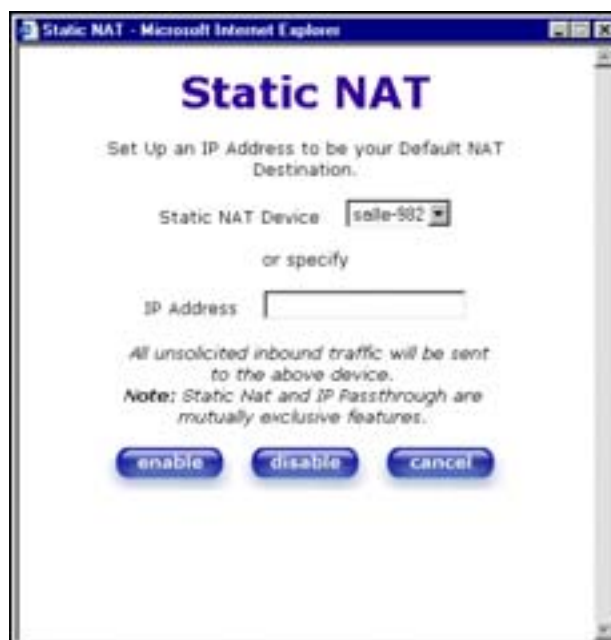 Static NAT - Microsoft Internet Explorer
Static NAT
Set Up an IP Address to be your Default NAT
Destination.
Static NAT Device salle-982
or specify
IP Address
All unsolicited inbound traffic will be sent
to the above device.
Note: Static Nat and IP Passthrough are
mutually exclusive features.
enable disable cancel